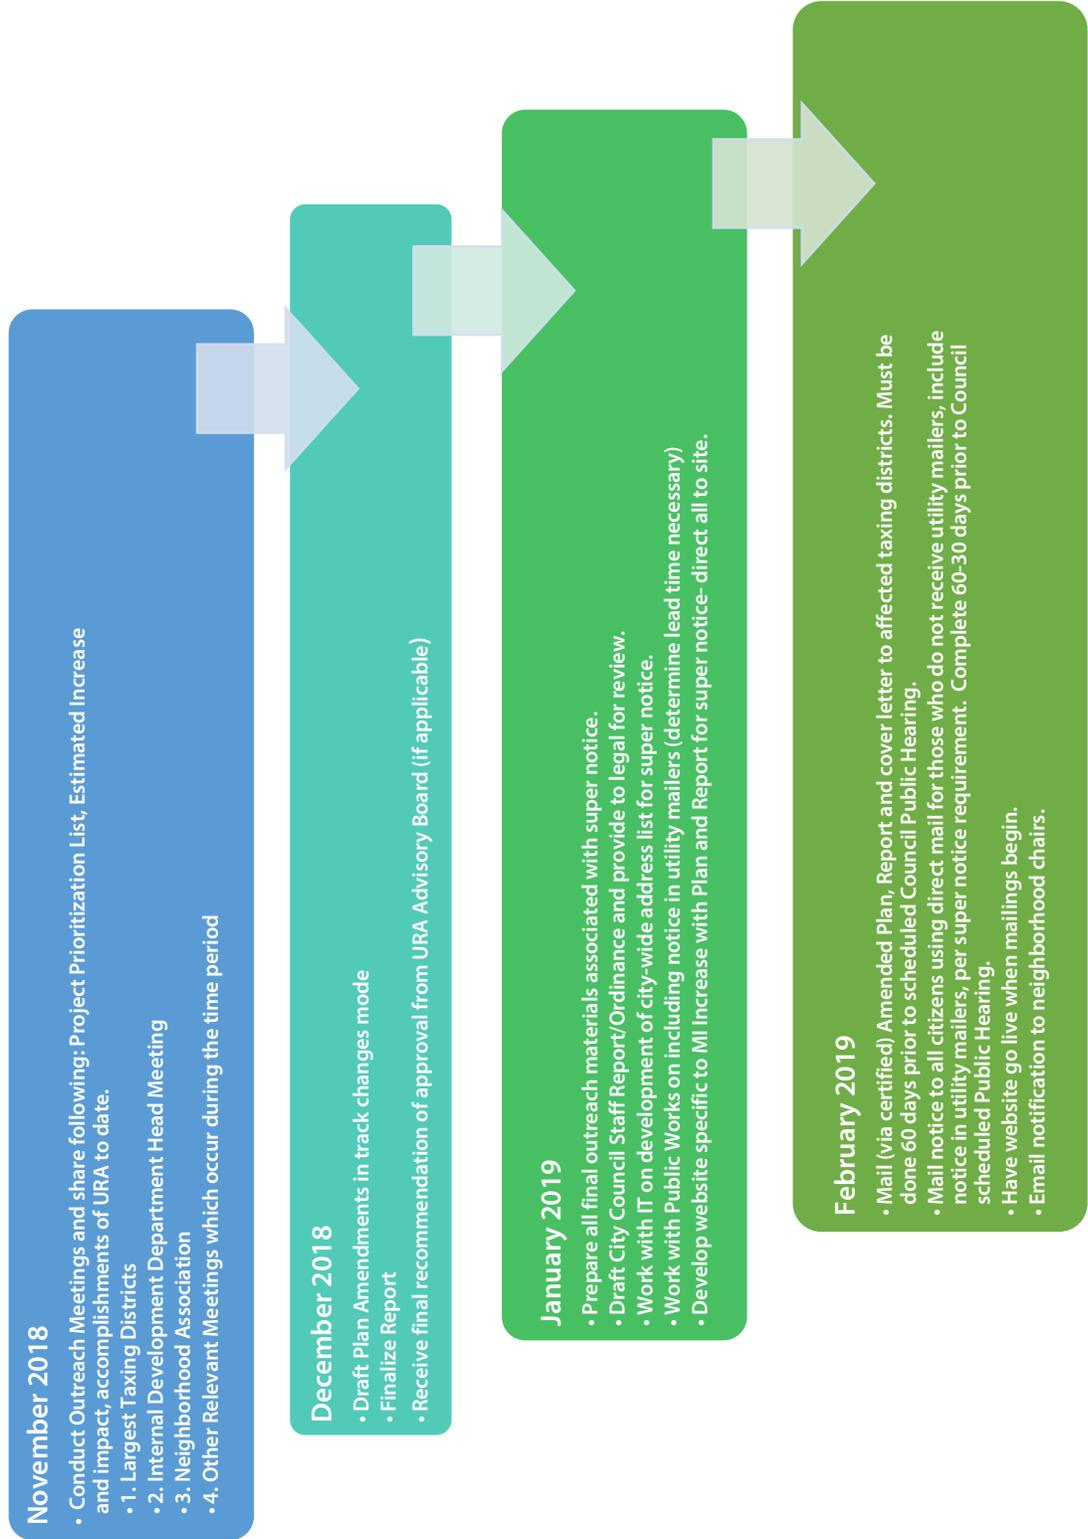 November 2018
• Conduct Outreach Meetings and share following: Project Prioritization List, Estimated Increase
and impact, accomplishments of URA to date.
• 1. Largest Taxing Districts
• 2. Internal Development Department Head Meeting
• 3. Neighborhood Association
• 4. Other Relevant Meetings which occur during the time period
December 2018
• Draft Plan Amendments in track changes mode
• Finalize Report
• Receive final recommendation of approval from URA Advisory Board (if applicable)
January 2019
• Prepare all final outreach materials associated with super notice.
• Draft City Council Staff Report/Ordinance and provide to legal for review.
• Work with IT on development of city-wide address list for super notice.
• Work with Public Works on including notice in utility mailers (determine lead time necessary)
• Develop website specific to MI Increase with Plan and Report for super notice- direct all to site.
February 2019
• Mail (via certified) Amended Plan, Report and cover letter to affected taxing districts. Must be
done 60 days prior to scheduled Council Public Hearing.
• Mail notice to all citizens using direct mail for those who do not receive utility mailers, include
notice in utility mailers, per super notice requirement. Complete 60-30 days prior to Council
scheduled Public Hearing.
• Have website go live when mailings begin.
• Email notification to neighborhood chairs.